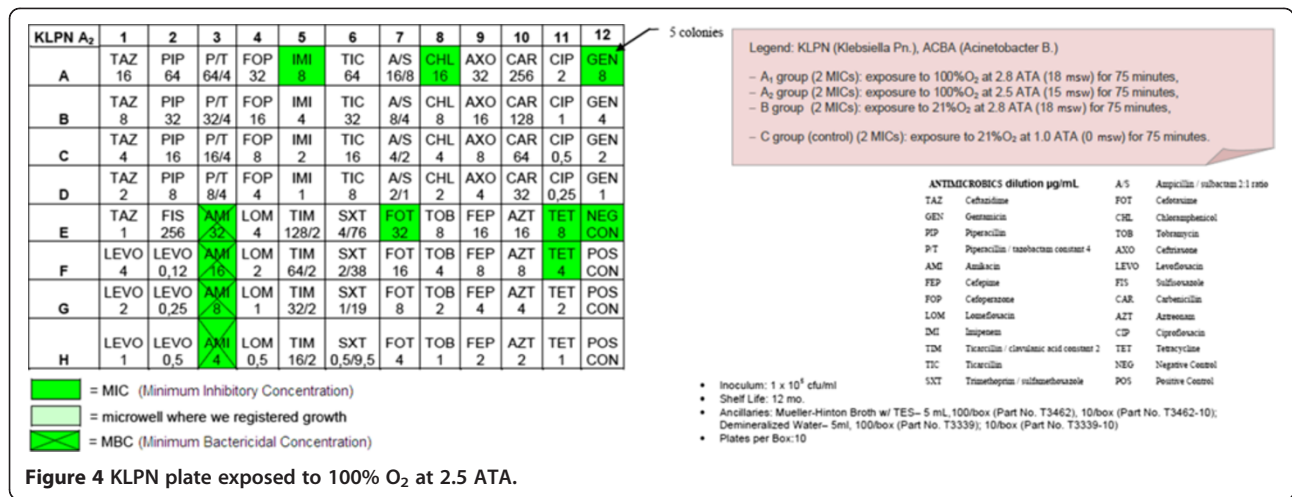 KLPN A2 1 2 3 4 5 6 7 8 9 10 11 12
A TAZ 16 PIP 64 P/T 64/4 FOP 32 IMI 8 TIC 64 A/S 16/8 CHL 16 AXO 32 CAR 256 CIP 2 GEN 8
B TAZ 8 PIP 32 P/T 32/4 FOP 16 IMI 4 TIC 32 A/S 8/4 CHL 8 AXO 16 CAR 128 CIP 1 GEN 4
C TAZ 4 PIP 16 P/T 16/4 FOP 8 IMI 2 TIC 16 A/S 4/2 CHL 4 AXO 8 CAR 64 CIP 0,5 GEN 2
D TAZ 2 PIP 8 P/T 8/4 FOP 4 IMI 1 TIC 8 A/S 2/1 CHL 2 AXO 4 CAR 32 CIP 0,25 GEN 1
E TAZ 1 FIS 256 AMI 32 LOM 4 TIM 128/2 SXT 4/76 FOT 32 TOB 8 FEP 16 AZT 16 TET 8 NEG CON
F LEVO 4 LEVO 0,12 AMI 16 LOM 2 TIM 64/2 SXT 2/38 FOT 16 TOB 4 FEP 8 AZT 8 TET 4 POS CON
G LEVO 2 LEVO 0,25 AMI 8 LOM 1 TIM 32/2 SXT 1/19 FOT 8 TOB 2 FEP 4 AZT 4 TET 2 POS CON
H LEVO 1 LEVO 0,5 AMI 4 LOM 0,5 TIM 16/2 SXT 0,5/9,5 FOT 4 TOB 1 FEP 2 AZT 2 TET 1 POS CON
5 colonies
= MIC (Minimum Inhibitory Concentration)
= microwell where we registered growth
= MBC (Minimum Bactericidal Concentration)
Legend: KLPN (Klebsiella Pn.), ACBA (Acinetobacter B.)
– A1 group (2 MICs): exposure to 100%O2 at 2.8 ATA (18 msw) for 75 minutes,
– A2 group (2 MICs): exposure to 100%O2 at 2.5 ATA (15 msw) for 75 minutes,
– B group (2 MICs): exposure to 21%O2 at 2.8 ATA (18 msw) for 75 minutes,
– C group (control) (2 MICs): exposure to 21%O2 at 1.0 ATA (0 msw) for 75 minutes.
ANTIMICROBICS dilution µg/mL A/S Ampicillin / sulbactam 2:1 ratio
TAZ Ceftazidime FOT Cefotaxime
GEN Gentamicin CHL Chloramphenicol
PIP Piperacillin TOB Tobramycin
P/T Piperacillin / tazobactam constant 4 AXO Ceftriaxone
AMI Amikacin LEVO Levofloxacin
FEP Cefepime FIS Sulfisoxazole
FOP Cefoperazone CAR Carbenicillin
LOM Lomefloxacin AZT Aztreonam
IMI Imipenem CIP Ciprofloxacin
TIM Ticarcillin / clavulanic acid constant 2 TET Tetracycline
TIC Ticarcillin NEG Negative Control
SXT Trimethoprim / sulfamethoxazole POS Positive Control
• Inoculum: 1 x 10 cfu/ml
• Shelf Life: 12 mo.
• Ancillaries: Mueller-Hinton Broth w/ TES– 5 mL,100/box (Part No. T3462), 10/box (Part No. T3462-10);
Demineralized Water– 5ml, 100/box (Part No. T3339); 10/box (Part No. T3339-10)
• Plates per Box:10
Figure 4 KLPN plate exposed to 100% O2 at 2.5 ATA.